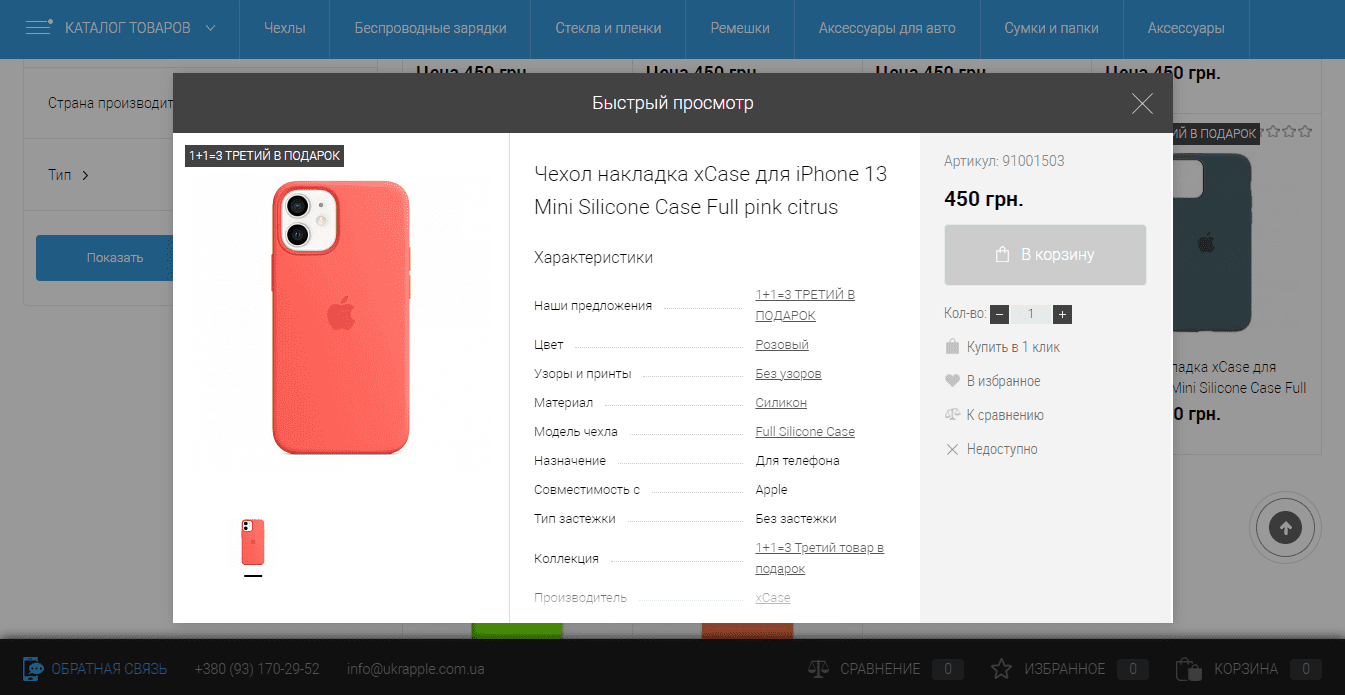 КАТАЛОГ ТОВАРОВ
Чехлы
Беспроводные зарядки
Стекла и пленки
Ремешки
Аксессуары для авто
Сумки и папки
Аксессуары
Цена 450 грн.
Цена 450 грн.
Цена 450 грн.
Цена 450 грн.
Страна производит
Тип
Показать
Быстрый просмотр
1+1=3 ТРЕТИЙ В ПОДАРОК
Чехол накладка xCase для iPhone 13
Mini Silicone Case Full pink citrus
Характеристики
Наши предложения
1+1=3 ТРЕТИЙ В
ПОДАРОК
Цвет
Розовый
Узоры и принты
Без узоров
Материал
Силикон
Модель чехла
Full Silicone Case
Назначение
Для телефона
Совместимость с
Apple
Тип застежки
Без застежки
Коллекция
1+1=3 Третий товар в
подарок
Производитель
xCase
Артикул: 91001503
450 грн.
В корзину
Кол-во: − 1 +
Купить в 1 клик
В избранное
К сравнению
Недоступно
ИЙ В ПОДАРОК
ладка xCase для
Mini Silicone Case Full
0 грн.
ОБРАТНАЯ СВЯЗЬ
+380 (93) 170-29-52
info@ukrapple.com.ua
СРАВНЕНИЕ 0
ИЗБРАННОЕ 0
КОРЗИНА 0